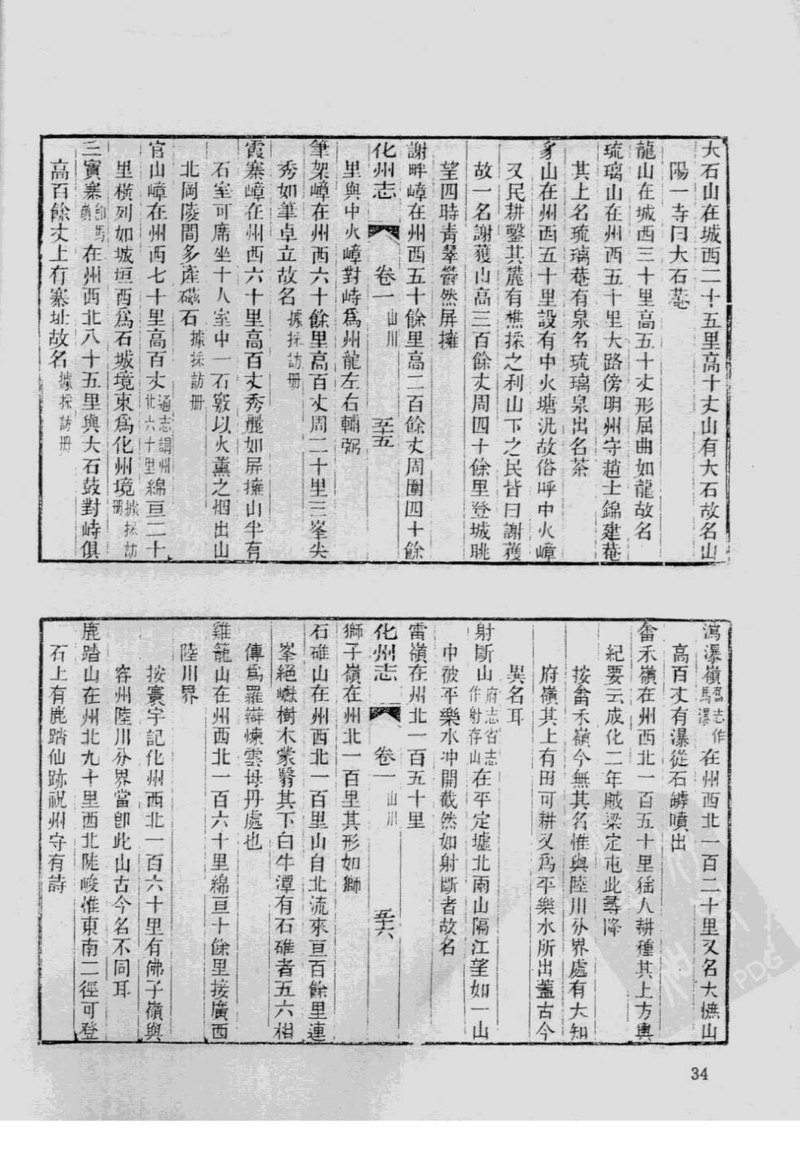 大石山在城西二十五里高十丈山有大石故名山
陽一寺曰大石菴
龍山在城西三十里高五十丈形屈曲如龍故名
琉璃山在州西五十里大路傍明州守趙士錦建菴
其上名琉璃菴有泉名琉璃泉出名茶
豸山在州西五十里設有中火塘汛故俗呼中火嶂
又民耕鑿其麓有樵採之利山下之民皆曰謝獲
故一名謝獲山高三百餘丈周四十餘里登城眺
望四時青翠鬱然屏擁
謝畔嶂在州西五十餘里高二百餘丈周圍四十餘
化州志 卷一 山川 五十五
里與中火嶂對峙爲州龍左右輔弼
筆架嶂在州西六十餘里高百丈周二十里三峯尖
秀如筆卓立故名據採訪冊
霞寨嶂在州西六十里高百丈秀麗如屏擁山半有
石室可席坐十人室中一石竅以火薰之烟出山
北岡陵間多產磁石據採訪冊
官山嶂在州西七十里高百丈通志謂州北六十里綿亘二十
里橫列如城垣西爲石城境東爲化州境據採訪冊
三寶寨卽馬嶺在州西北八十五里與大石鼓對峙俱
高百餘丈上有寨址故名據採訪冊
瀉瀑嶺舊志作馬瀑在州西北一百二十里又名大撫山
高百丈有瀑從石罅噴出
畬禾嶺在州西北一百五十里猺人耕種其上方輿
紀要云成化二年賊梁定屯此尋降
按畬禾嶺今無其名惟與陸川分界處有大知
府嶺其上有田可耕又爲平樂水所出蓋古今
異名耳
射斷山府志省志作射存山在平定墟北兩山隔江望如一山
中被平樂水冲開截然如射斷者故名
雷嶺在州北一百五十里
化州志 卷一 山川 五十六
獅子嶺在州北一百里其形如獅
石碓山在州西北一百里山自北流來亘百餘里連
峯絕巘樹木蒙翳其下白牛潭有石碓者五六相
傳爲羅辯煉雲母丹處也
雞籠山在州西北一百六十里綿亘十餘里接廣西
陸川界
按寰宇記化州西北一百六十里有佛子嶺與
容州陸川分界當卽此山古今名不同耳
鹿踏山在州北九十里西北陡峻惟東南二徑可登
石上有鹿踏仙跡祝州守有詩
34